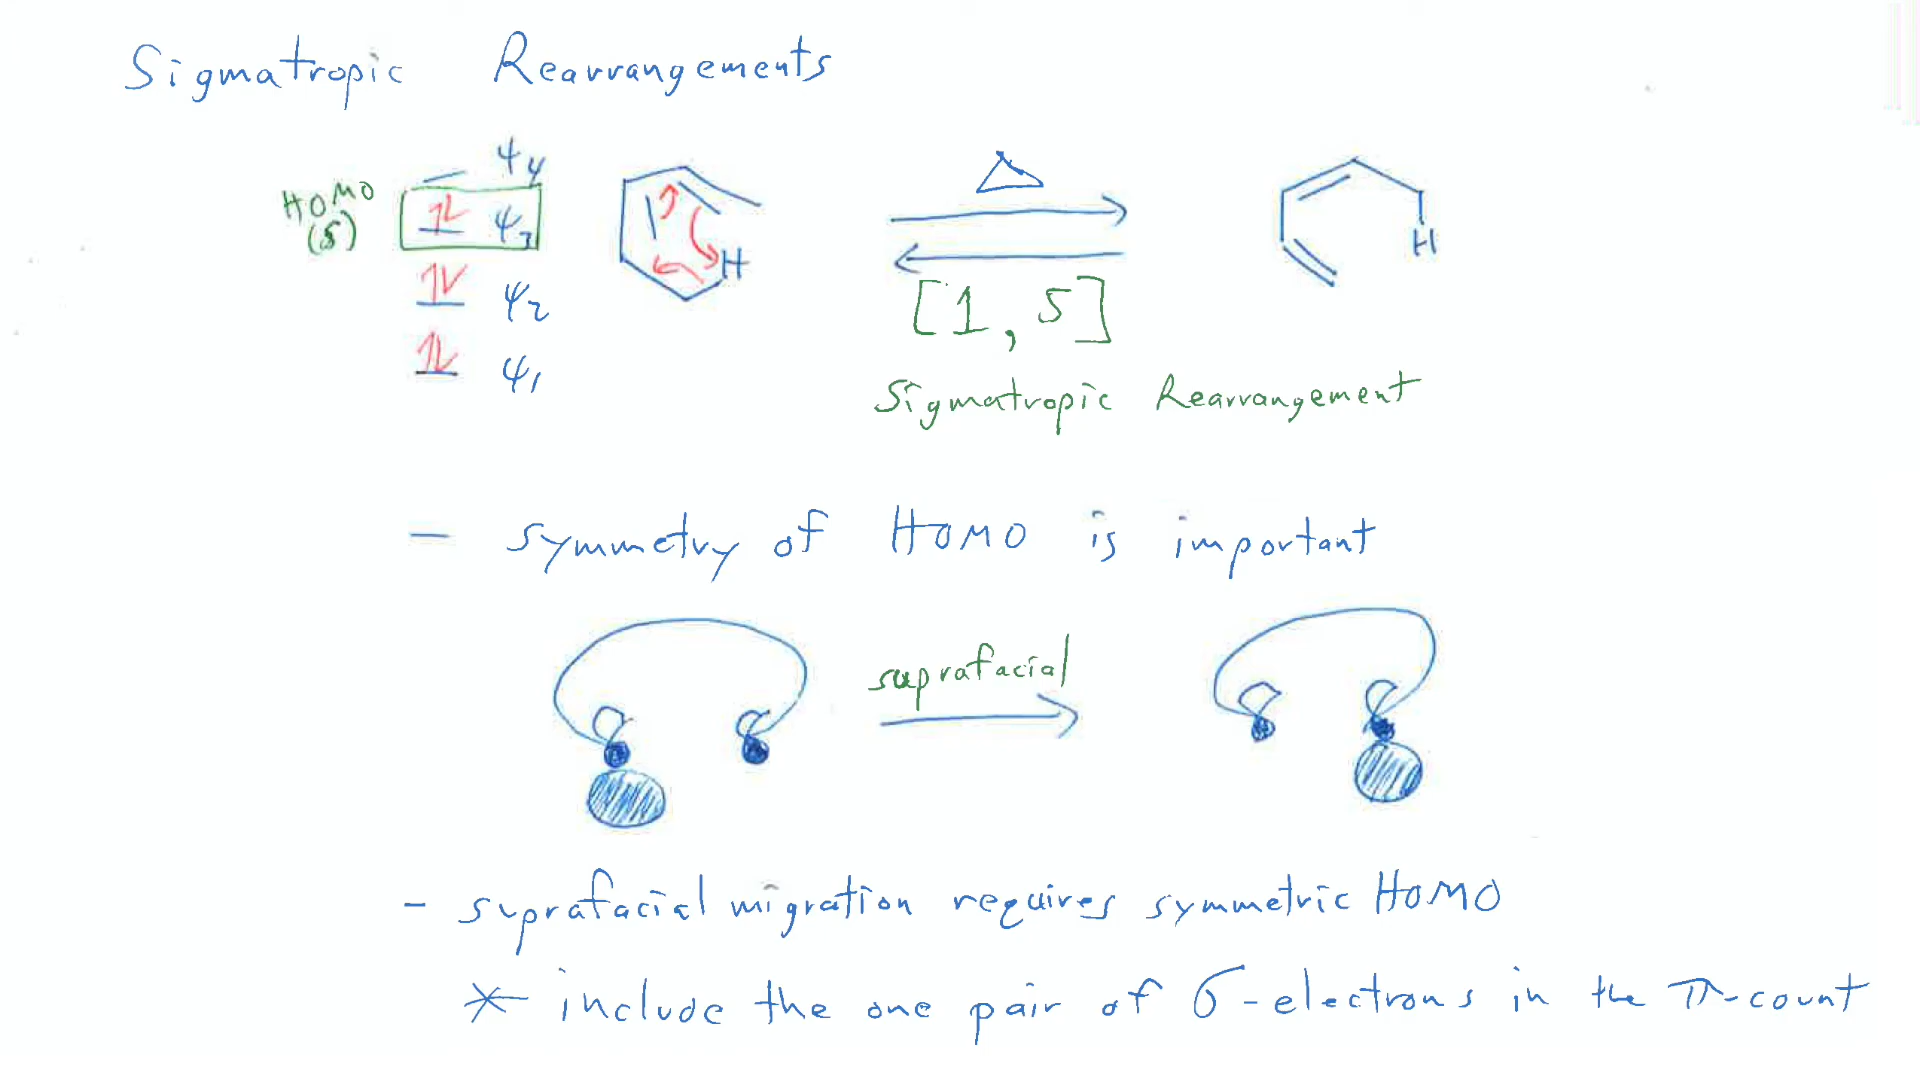 Sigmatropic Rearrangements
ψ4
HOMO
(s)
ψ3
ψ2
ψ1
H
Δ
H
[1,5]
Sigmatropic Rearrangement
- symmetry of HOMO is important
suprafacial
- suprafacial migration requires symmetric HOMO
* include the one pair of σ-electrons in the π-count